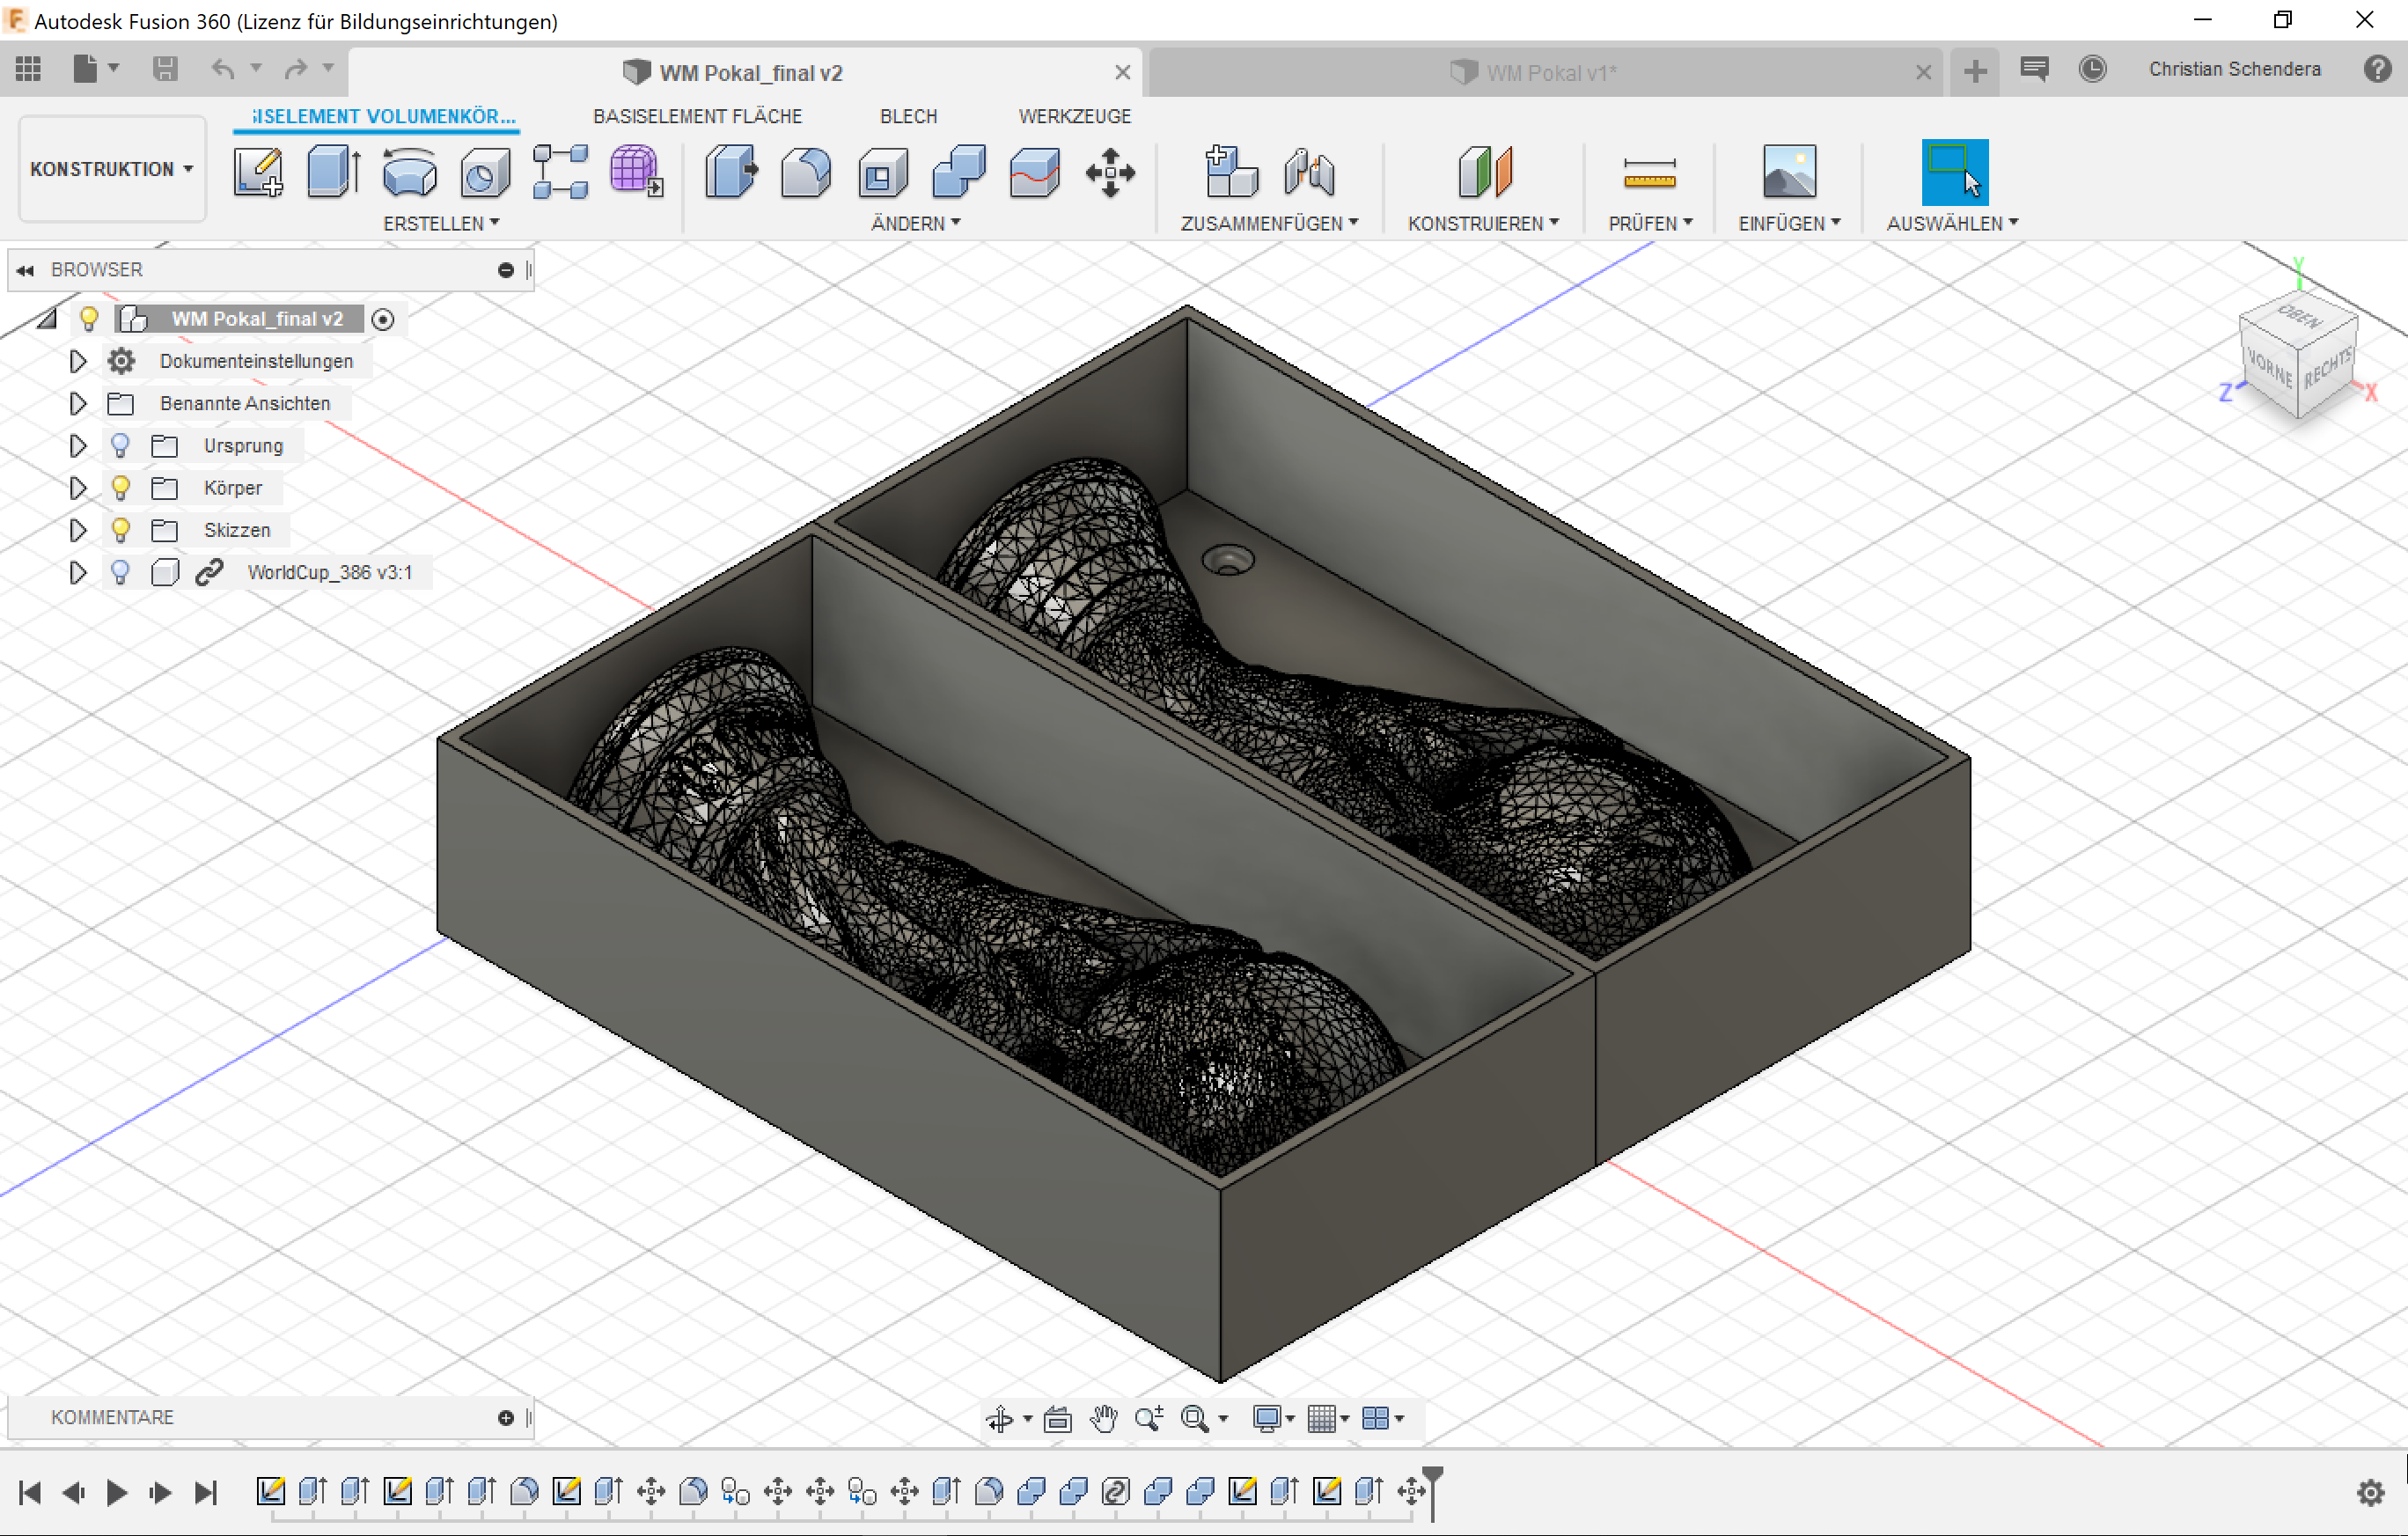 Autodesk Fusion 360 (Lizenz für Bildungseinrichtungen)
WM Pokal_final v2
WM Pokal v1*
Christian Schendera
KONSTRUKTION
ISELEMENT VOLUMENKÖR...
BASISELEMENT FLÄCHE
BLECH
WERKZEUGE
ERSTELLEN
ÄNDERN
ZUSAMMENFÜGEN
KONSTRUIEREN
PRÜFEN
EINFÜGEN
AUSWÄHLEN
BROWSER
WM Pokal_final v2
Dokumenteinstellungen
Benannte Ansichten
Ursprung
Körper
Skizzen
WorldCup_386 v3:1
Y
OBEN
VORNE
RECHTS
Z
X
KOMMENTARE